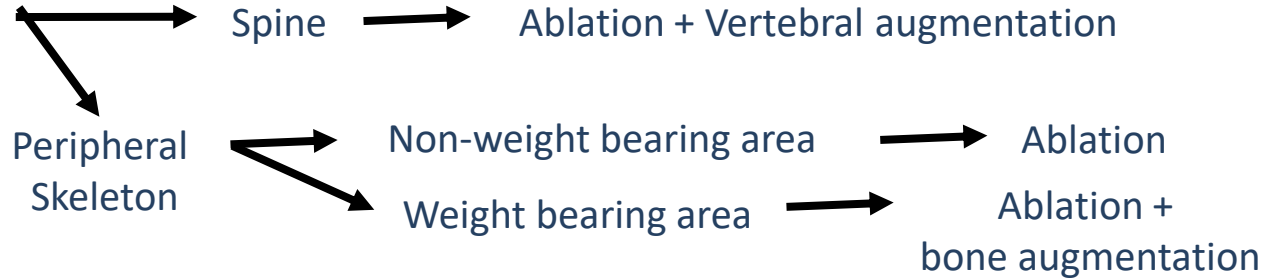 Spine
Ablation + Vertebral augmentation
Peripheral
Skeleton
Non-weight bearing area
Ablation
Weight bearing area
Ablation +
bone augmentation